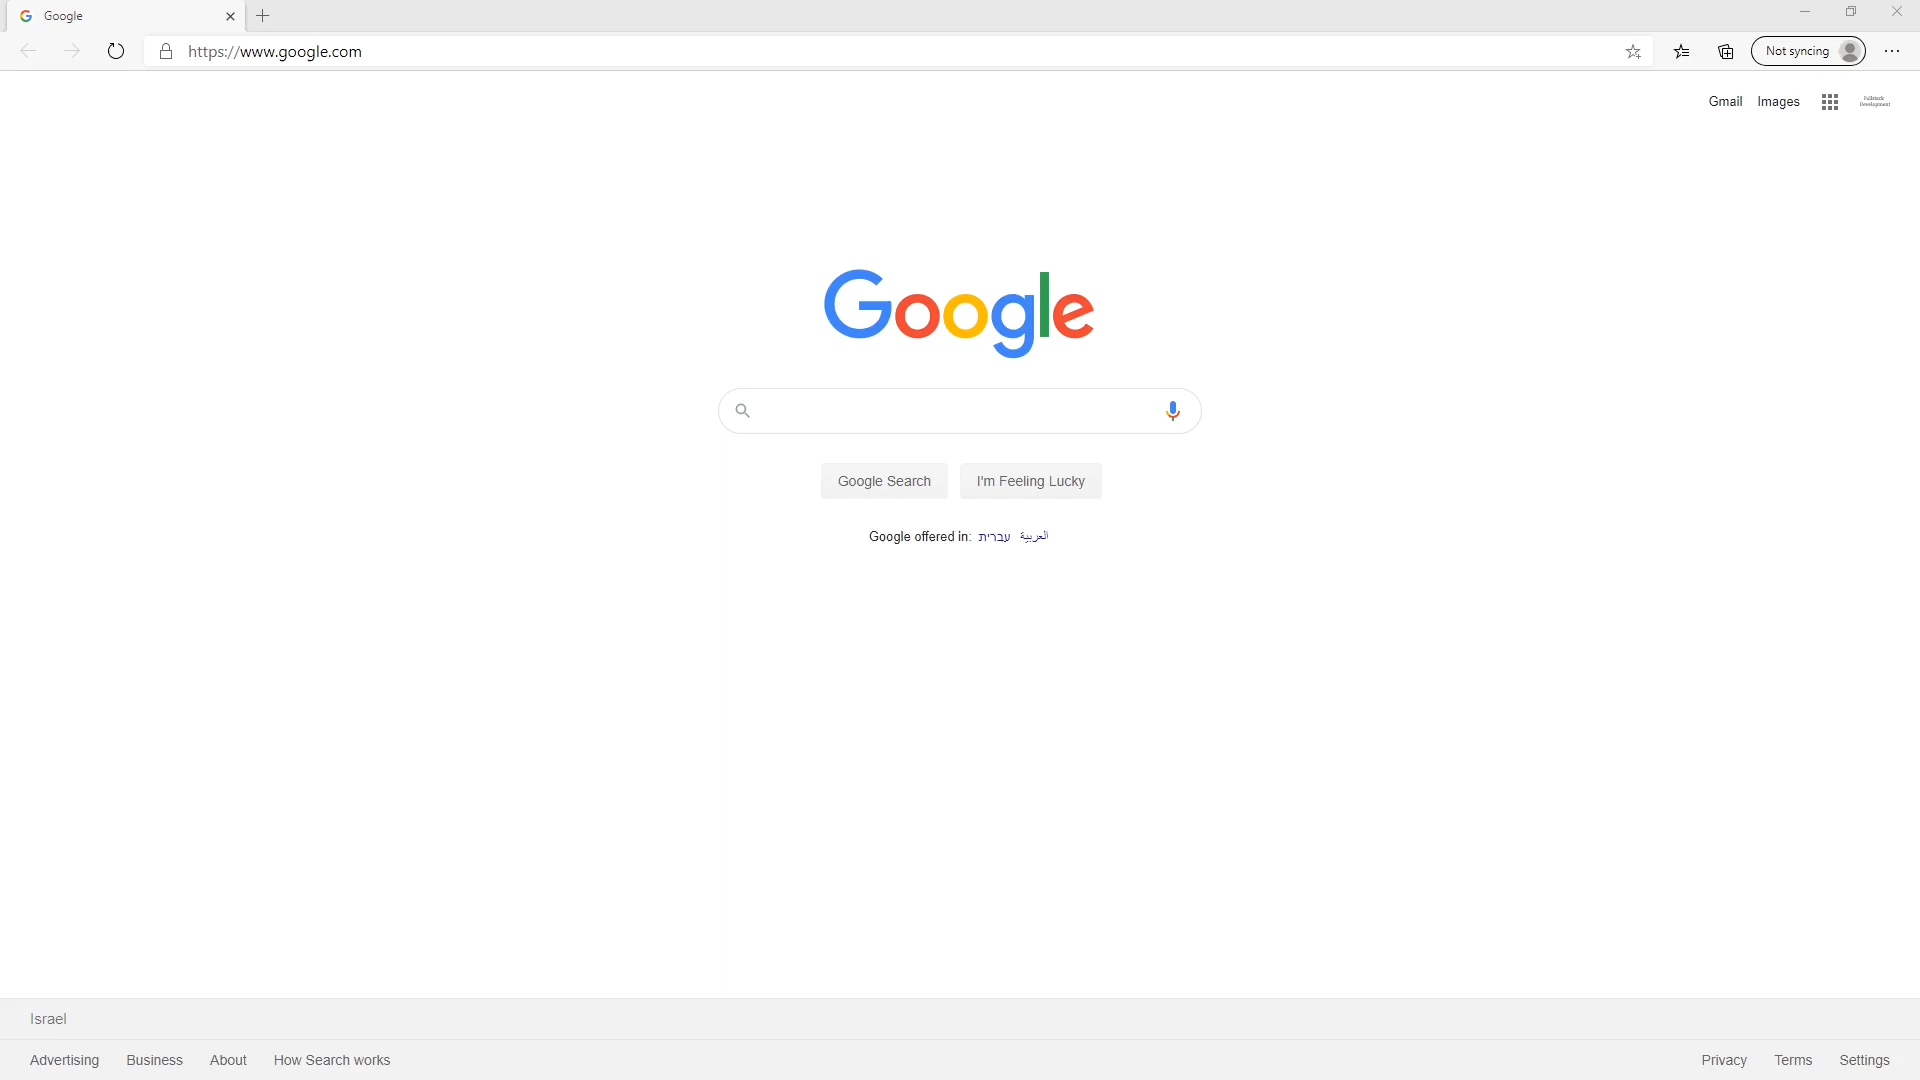 Google
https://www.google.com
Not syncing
Gmail Images
Fullstack
Development
Google
Google Search I'm Feeling Lucky
Google offered in: עברית العربية
Israel
Advertising Business About How Search works
Privacy Terms Settings